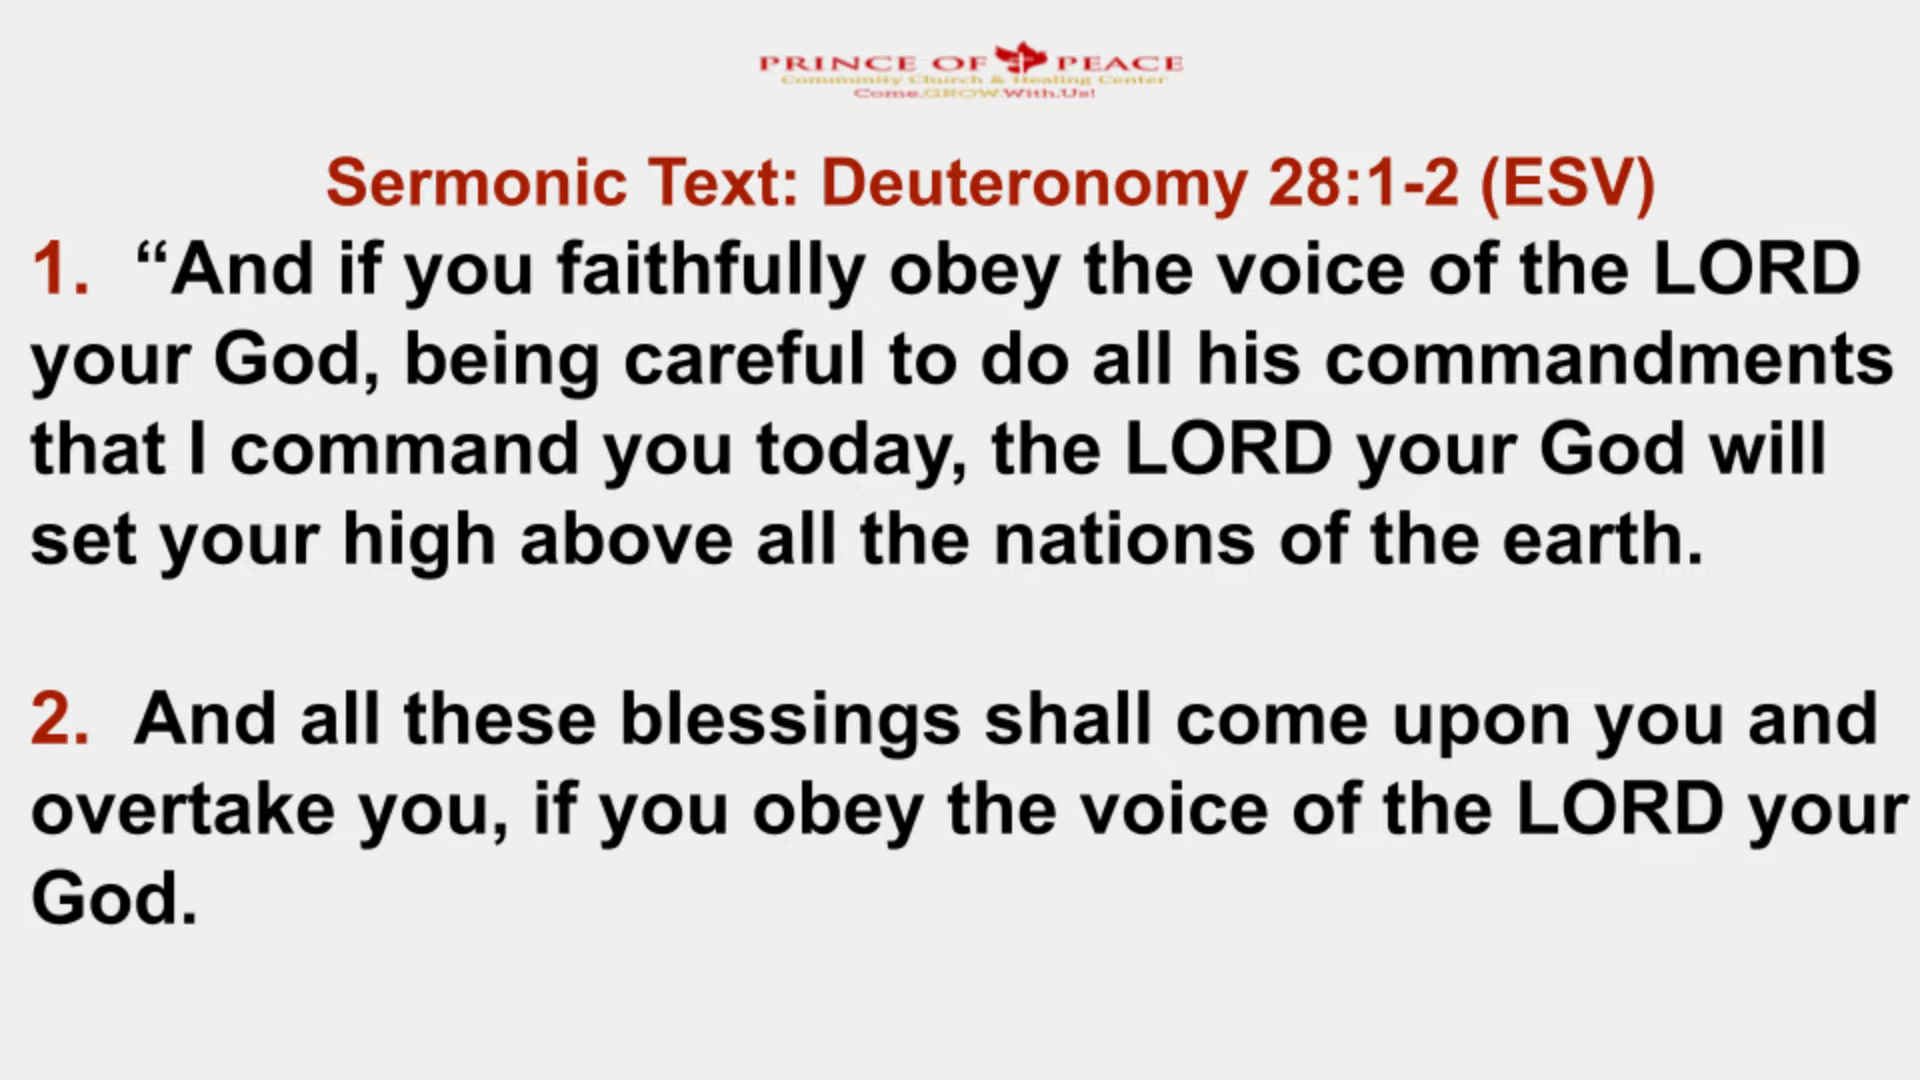 PRINCE OF PEACE
Community Church & Healing Center
Come.GROW.With.Us!
Sermonic Text: Deuteronomy 28:1-2 (ESV)
1. “And if you faithfully obey the voice of the LORD
your God, being careful to do all his commandments
that I command you today, the LORD your God will
set your high above all the nations of the earth.
2. And all these blessings shall come upon you and
overtake you, if you obey the voice of the LORD your
God.